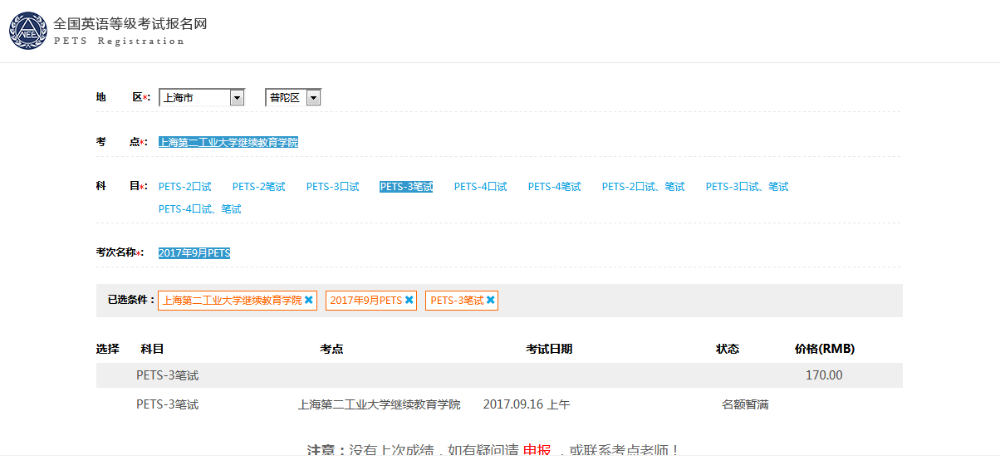 全国英语等级考试报名网
PETS Registration
NEEA
地 区*: 上海市 普陀区
考 点*: 上海第二工业大学继续教育学院
科 目*: PETS-2口试 PETS-2笔试 PETS-3口试 PETS-3笔试 PETS-4口试 PETS-4笔试 PETS-2口试、笔试 PETS-3口试、笔试
PETS-4口试、笔试
考次名称*: 2017年9月PETS
已选条件： 上海第二工业大学继续教育学院 2017年9月PETS PETS-3笔试
选择 科目 考点 考试日期 状态 价格(RMB)
PETS-3笔试 170.00
PETS-3笔试 上海第二工业大学继续教育学院 2017.09.16 上午 名额暂满
注意：没有上次成绩，如有疑问请 申报 ，或联系考点老师！